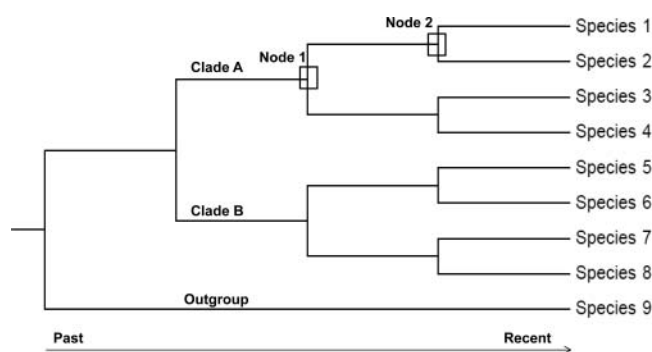 Node 2
Species 1
Node 1
Species 2
Clade A
Species 3
Species 4
Species 5
Species 6
Clade B
Species 7
Species 8
Outgroup
Species 9
Past
Recent